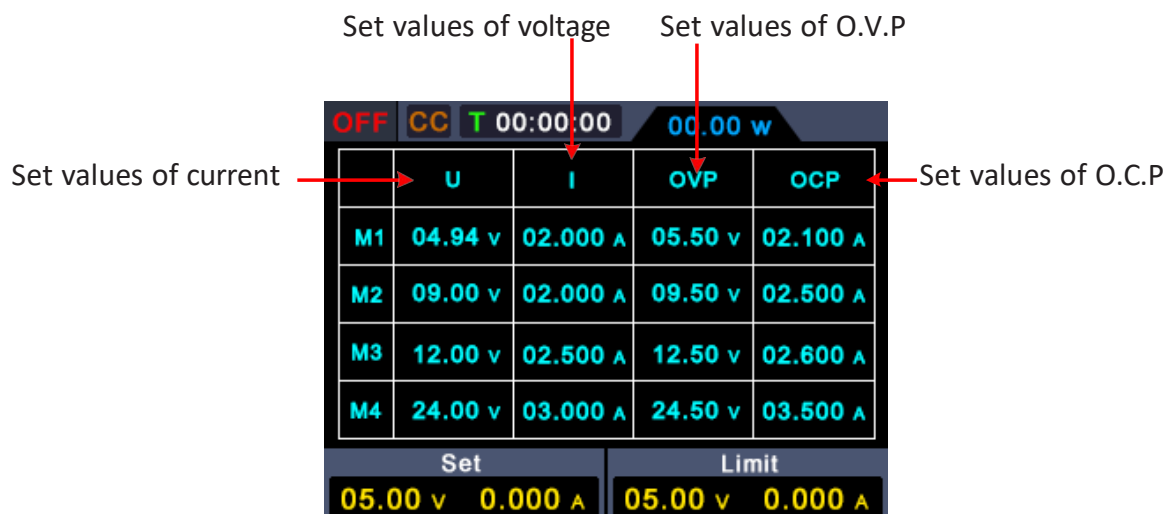 Set values of voltage Set values of O.V.P
OFF CC T 00:00:00 00.00 W
Set values of current U I OVP OCP Set values of O.C.P
M1 04.94 V 02.000 A 05.50 V 02.100 A
M2 09.00 V 02.000 A 09.50 V 02.500 A
M3 12.00 V 02.500 A 12.50 V 02.600 A
M4 24.00 V 03.000 A 24.50 V 03.500 A
Set Limit
05.00 V 0.000 A 05.00 V 0.000 A